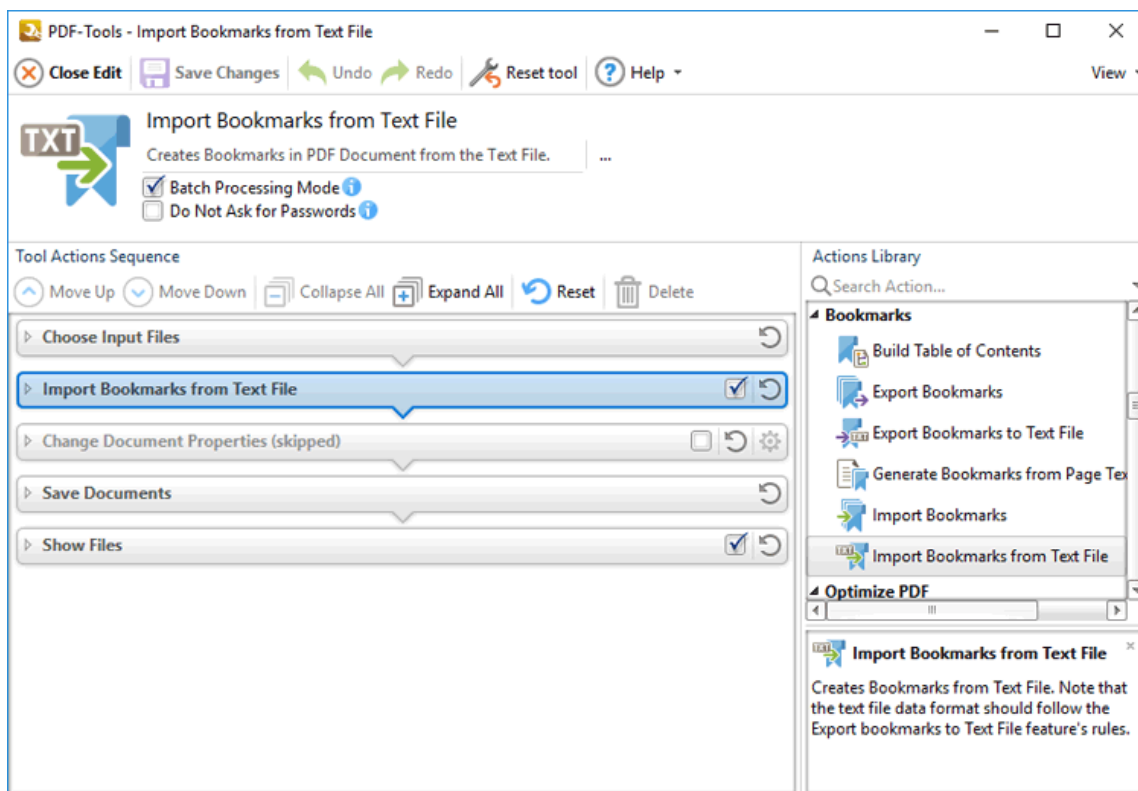 PDF-Tools - Import Bookmarks from Text File
Close Edit Save Changes Undo Redo Reset tool ? Help View
TXT
Import Bookmarks from Text File
Creates Bookmarks in PDF Document from the Text File. ...
Batch Processing Mode i
Do Not Ask for Passwords i
Tool Actions Sequence
Move Up Move Down Collapse All Expand All Reset Delete
Choose Input Files
Import Bookmarks from Text File
Change Document Properties (skipped)
Save Documents
Show Files
Actions Library
Search Action...
Bookmarks
Build Table of Contents
Export Bookmarks
TXT Export Bookmarks to Text File
Generate Bookmarks from Page Tex
Import Bookmarks
TXT Import Bookmarks from Text File
Optimize PDF
TXT Import Bookmarks from Text File
Creates Bookmarks from Text File. Note that
the text file data format should follow the
Export bookmarks to Text File feature's rules.